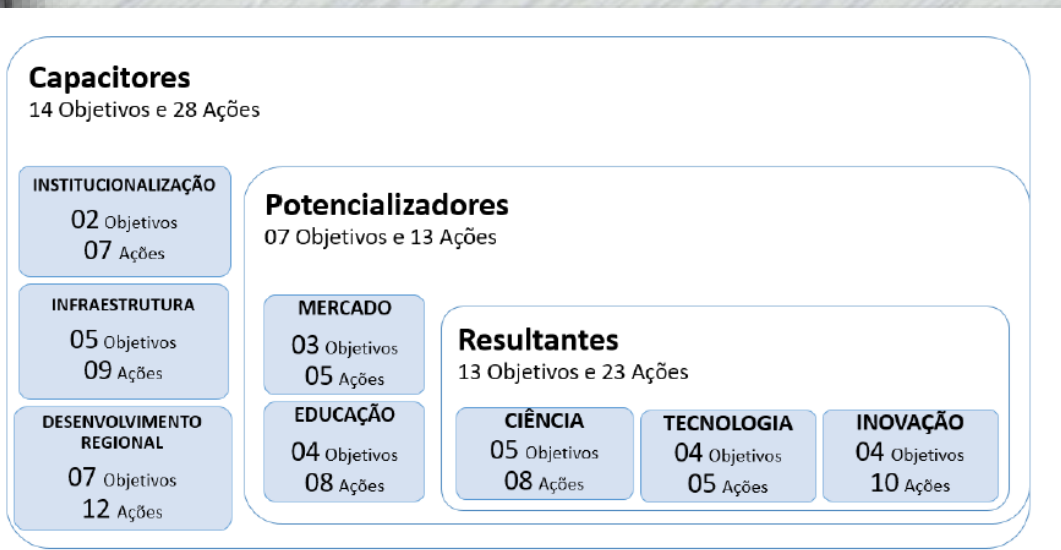 Capacitores
14 Objetivos e 28 Ações
INSTITUCIONALIZAÇÃO
02 Objetivos
07 Ações
INFRAESTRUTURA
05 Objetivos
09 Ações
DESENVOLVIMENTO
REGIONAL
07 Objetivos
12 Ações
Potencializadores
07 Objetivos e 13 Ações
MERCADO
03 Objetivos
05 Ações
EDUCAÇÃO
04 Objetivos
08 Ações
Resultantes
13 Objetivos e 23 Ações
CIÊNCIA
05 Objetivos
08 Ações
TECNOLOGIA
04 Objetivos
05 Ações
INOVAÇÃO
04 Objetivos
10 Ações